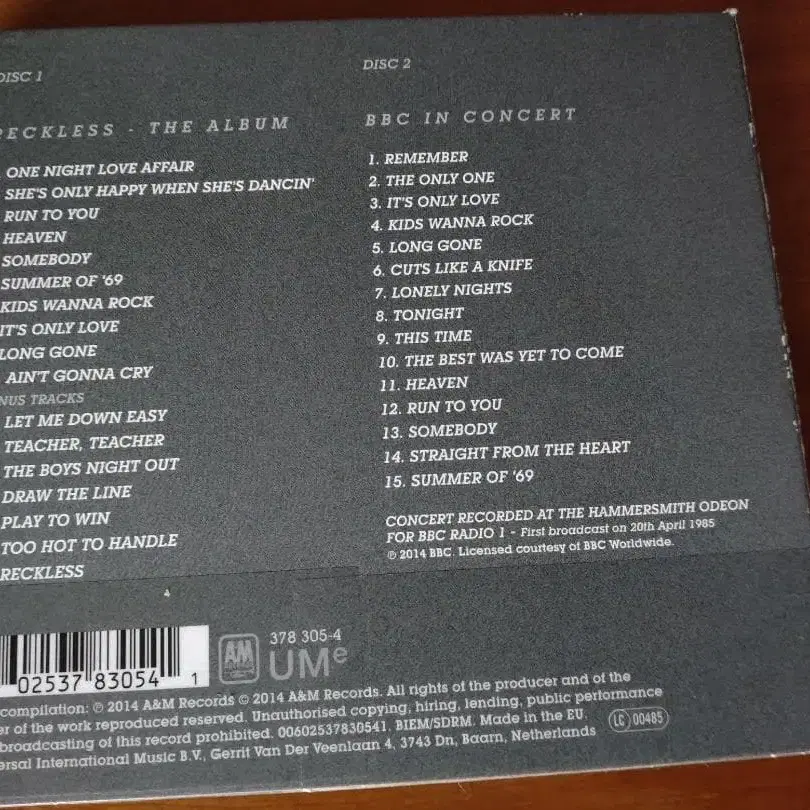 DISC 1
RECKLESS - THE ALBUM
ONE NIGHT LOVE AFFAIR
SHE'S ONLY HAPPY WHEN SHE'S DANCIN'
RUN TO YOU
HEAVEN
SOMEBODY
SUMMER OF '69
KIDS WANNA ROCK
IT'S ONLY LOVE
LONG GONE
AIN'T GONNA CRY
NUS TRACKS
LET ME DOWN EASY
TEACHER, TEACHER
THE BOYS NIGHT OUT
DRAW THE LINE
PLAY TO WIN
TOO HOT TO HANDLE
RECKLESS
DISC 2
BBC IN CONCERT
1. REMEMBER
2. THE ONLY ONE
3. IT'S ONLY LOVE
4. KIDS WANNA ROCK
5. LONG GONE
6. CUTS LIKE A KNIFE
7. LONELY NIGHTS
8. TONIGHT
9. THIS TIME
10. THE BEST WAS YET TO COME
11. HEAVEN
12. RUN TO YOU
13. SOMEBODY
14. STRAIGHT FROM THE HEART
15. SUMMER OF '69
CONCERT RECORDED AT THE HAMMERSMITH ODEON
FOR BBC RADIO 1 - First broadcast on 20th April 1985
℗ 2014 BBC. Licensed courtesy of BBC Worldwide.
4
02537 83054 1
AM
378 305-4
UMe
compilation: ℗ 2014 A&M Records © 2014 A&M Records. All rights of the producer and of the
er of the work reproduced reserved. Unauthorised copying, hiring, lending, public performance
broadcasting of this record prohibited. 00602537830541. BIEM/SDRM. Made in the EU.
ersal International Music B.V., Gerrit Van Der Veenlaan 4, 3743 Dn, Baarn, Netherlands
LC 00485